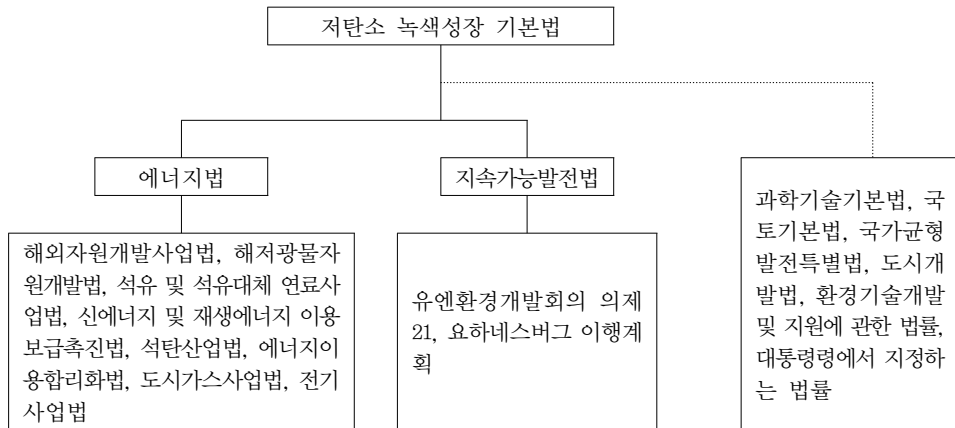 저탄소 녹색성장 기본법
에너지법
지속가능발전법
해외자원개발사업법, 해저광물자
원개발법, 석유 및 석유대체 연료사
업법, 신에너지 및 재생에너지 이용
보급촉진법, 석탄산업법, 에너지이
용합리화법, 도시가스사업법, 전기
사업법
유엔환경개발회의 의제
21, 요하네스버그 이행계
획
과학기술기본법, 국
토기본법, 국가균형
발전특별법, 도시개
발법, 환경기술개발
및 지원에 관한 법률,
대통령령에서 지정하
는 법률